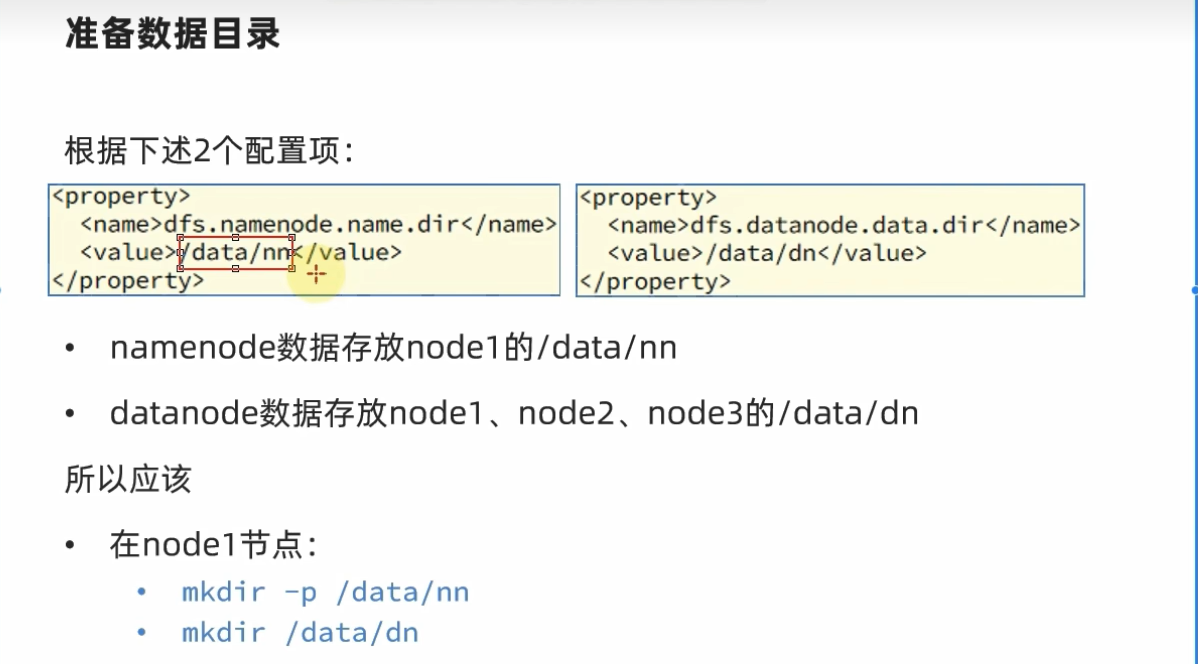 准备数据目录
根据下述2个配置项：
<property>
<name>dfs.namenode.name.dir</name>
<value>/data/nn</value>
</property>
<property>
<name>dfs.datanode.data.dir</name>
<value>/data/dn</value>
</property>
• namenode数据存放node1的/data/nn
• datanode数据存放node1、node2、node3的/data/dn
所以应该
• 在node1节点：
• mkdir -p /data/nn
• mkdir /data/dn